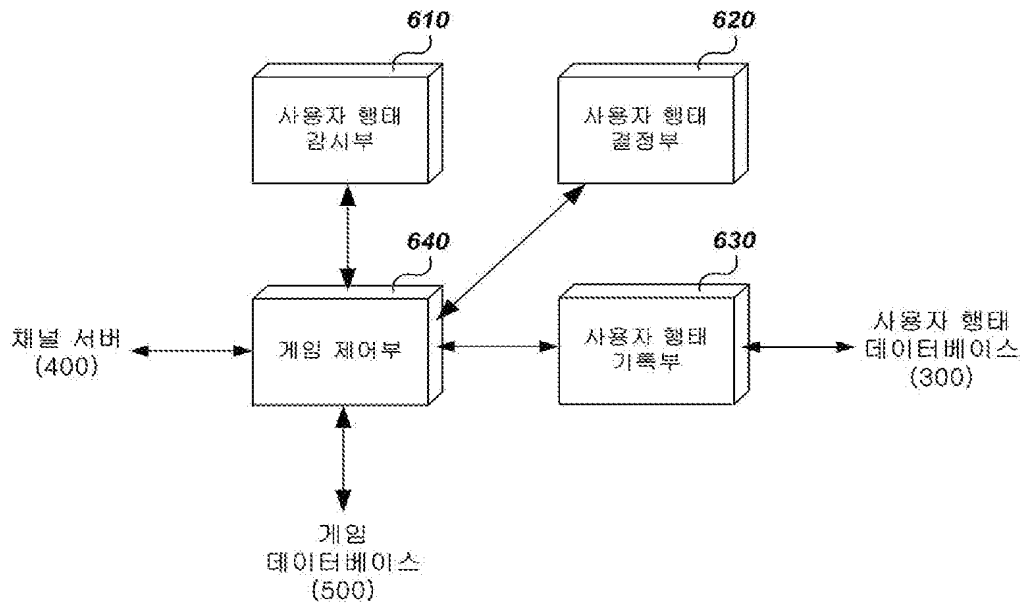 610
620
사용자 행태
감시부
사용자 행태
결정부
640
630
채널 서버
(400)
게임 제어부
사용자 행태
기록부
사용자 행태
데이터베이스
(300)
게임
데이터베이스
(500)